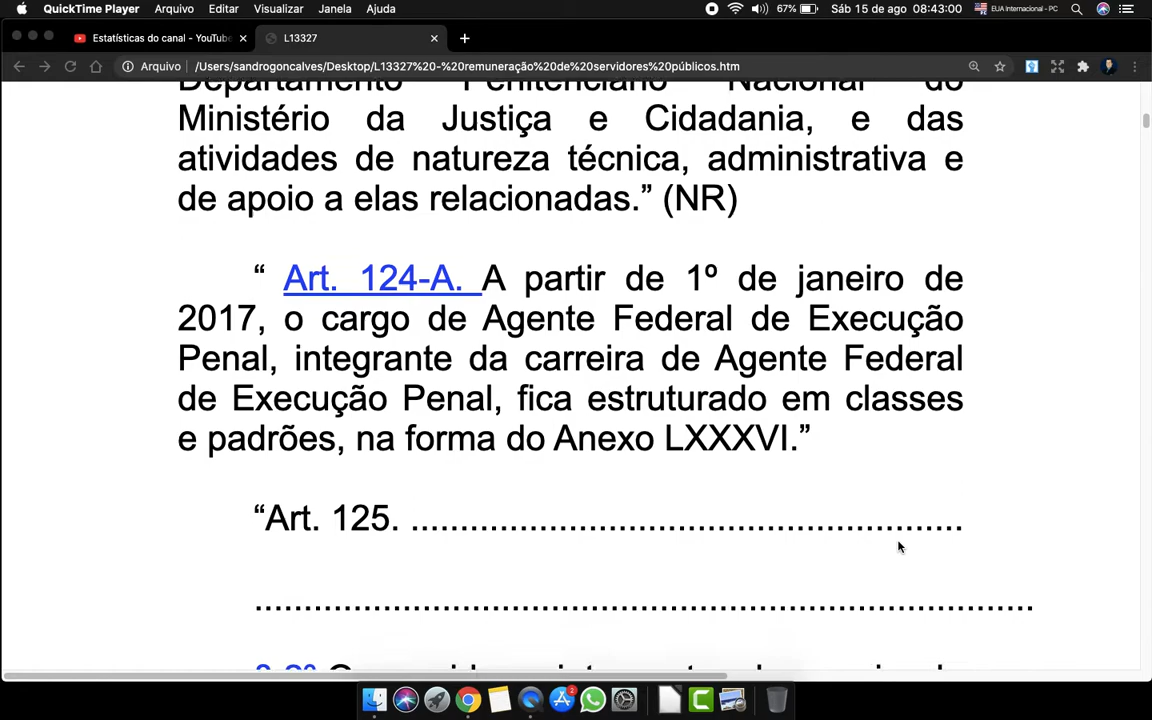 QuickTime Player Arquivo Editar Visualizar Janela Ajuda 67% Sáb 15 de ago 08:43:00 EUA Internacional - PC
Estatísticas do canal - YouTube
L13327
Arquivo /Users/sandrogoncalves/Desktop/L13327%20-%20remuneração%20de%20servidores%20públicos.htm
Departamento Penitenciário Nacional do
Ministério da Justiça e Cidadania, e das
atividades de natureza técnica, administrativa e
de apoio a elas relacionadas.” (NR)
“ Art. 124-A. A partir de 1º de janeiro de
2017, o cargo de Agente Federal de Execução
Penal, integrante da carreira de Agente Federal
de Execução Penal, fica estruturado em classes
e padrões, na forma do Anexo LXXXVI.”
“Art. 125. ........................................................
...............................................................................
2